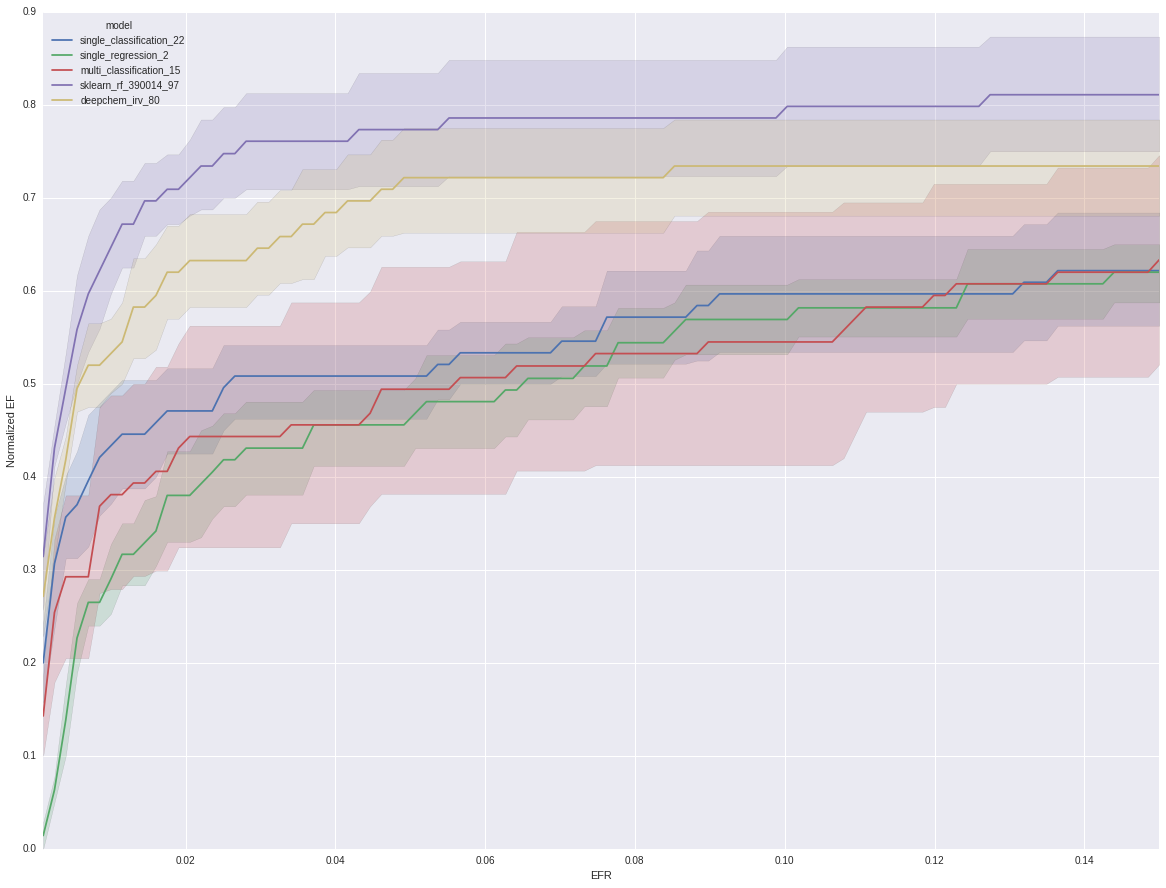 0.9
0.8
0.7
0.6
0.5
0.4
0.3
0.2
0.1
0.0
Normalized EF
model
single_classification_22
single_regression_2
multi_classification_15
sklearn_rf_390014_97
deepchem_irv_80
0.02 0.04 0.06 0.08 0.10 0.12 0.14
EFR